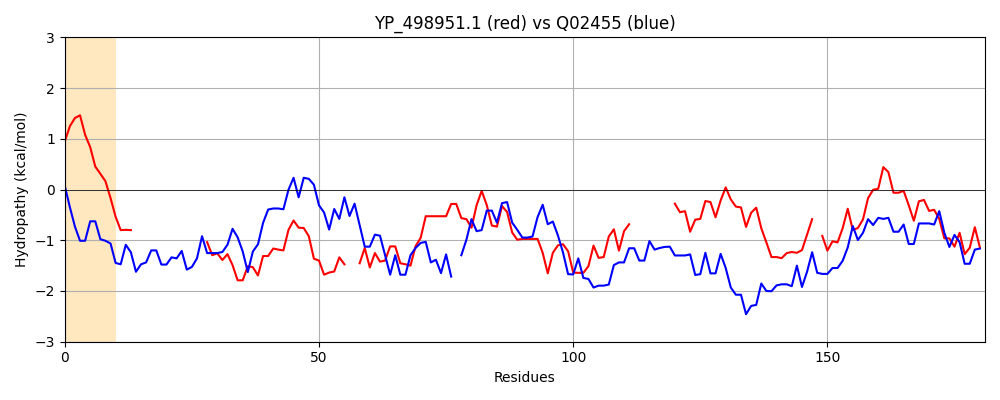 YP_498951.1 (red) vs Q02455 (blue)
Hydropathy (kcal/mol)
3
2
1
0
−1
−2
−3
0 50 100 150
Residues